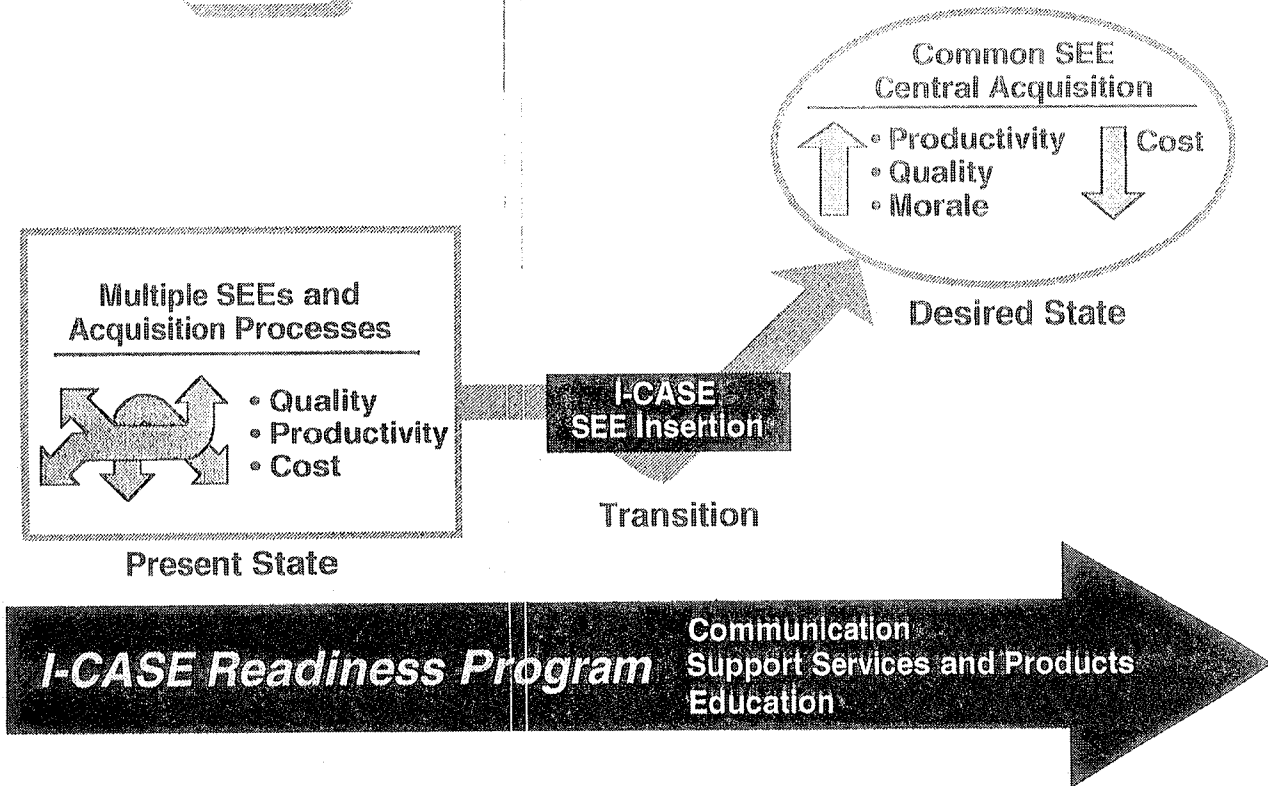 Common SEE
Central Acquisition
• Productivity
• Quality
• Morale
Cost
Desired State
Multiple SEEs and
Acquisition Processes
• Quality
• Productivity
• Cost
Present State
I-CASE
SEE Insertion
Transition
I-CASE Readiness Program
Communication
Support Services and Products
Education